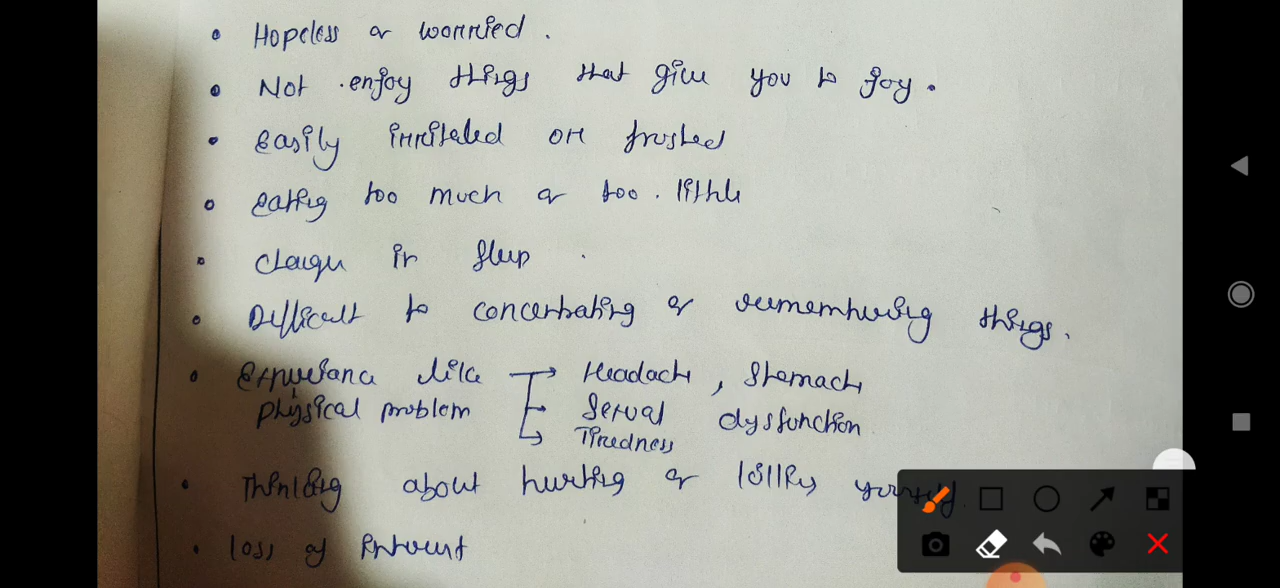 • Hopeless or worried.
• Not enjoy things that give you to joy.
• Easily irritated or frusted
• Eating too much or too little
• Change in sleep
• Difficult to concentrating or remembering things.
• Experience like → Headach, Stomach
physical problem → Sexual dysfunction
→ Tiredness
• Thinking about hurting or killing yourself.
• Loss of Interest